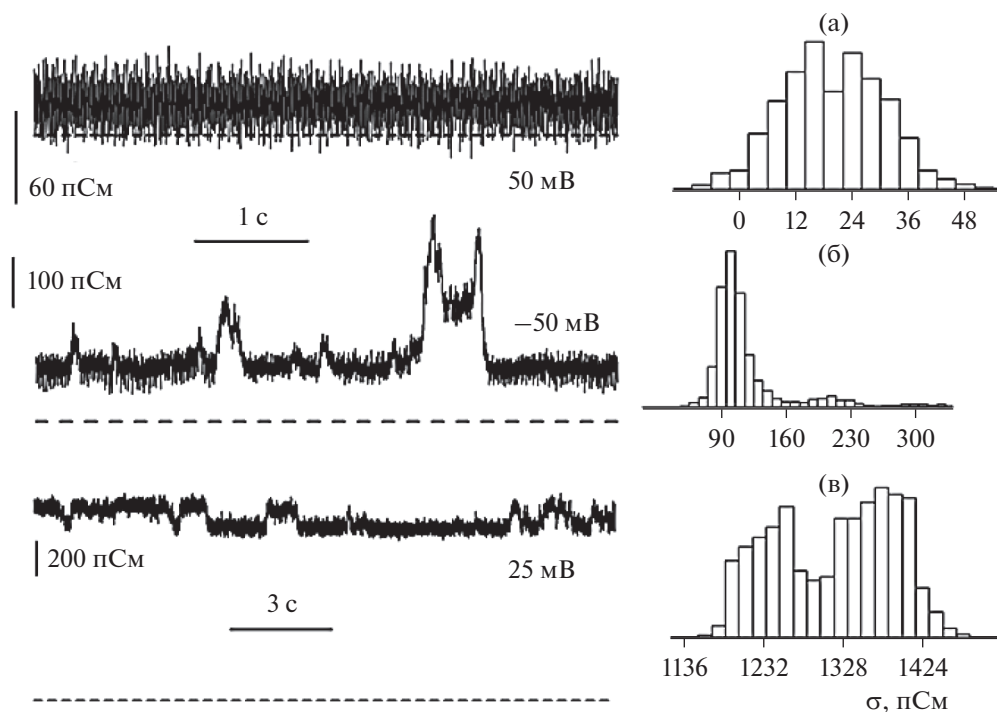 (а)
60 пСм
50 мВ
0 12 24 36 48
1 с
(б)
100 пСм
−50 мВ
90 160 230 300
(в)
200 пСм
25 мВ
3 с
1136 1232 1328 1424
σ, пСм